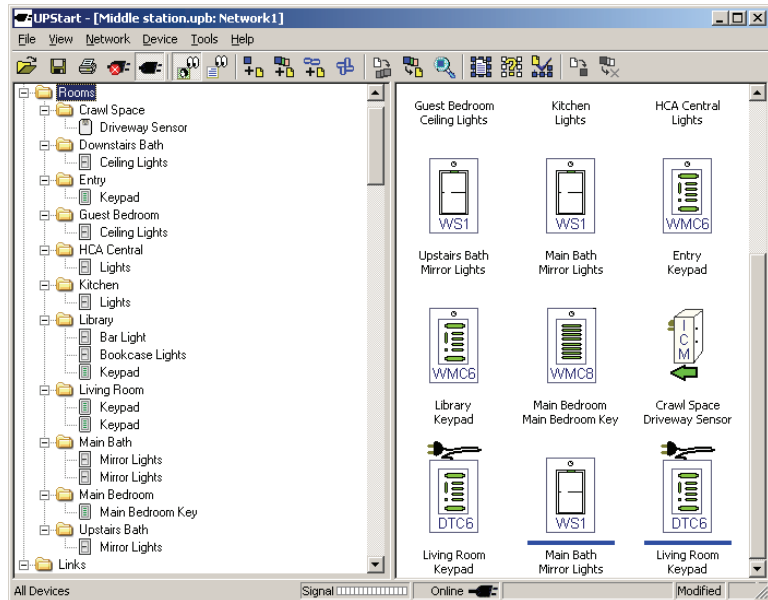 UPStart - [Middle station.upb: Network1]
File View Network Device Tools Help
Rooms
Crawl Space
Driveway Sensor
Downstairs Bath
Ceiling Lights
Entry
Keypad
Guest Bedroom
Ceiling Lights
HCA Central
Lights
Kitchen
Lights
Library
Bar Light
Bookcase Lights
Keypad
Living Room
Keypad
Keypad
Main Bath
Mirror Lights
Mirror Lights
Main Bedroom
Main Bedroom Key
Upstairs Bath
Mirror Lights
Links
Guest Bedroom Kitchen HCA Central
Ceiling Lights Lights Lights
WS1 WS1 WMC6
Upstairs Bath Main Bath Entry
Mirror Lights Mirror Lights Keypad
WMC6 WMC8 ICM
Library Main Bedroom Crawl Space
Keypad Main Bedroom Key Driveway Sensor
DTC6 WS1 DTC6
Living Room Main Bath Living Room
Keypad Mirror Lights Keypad
All Devices Signal Online Modified